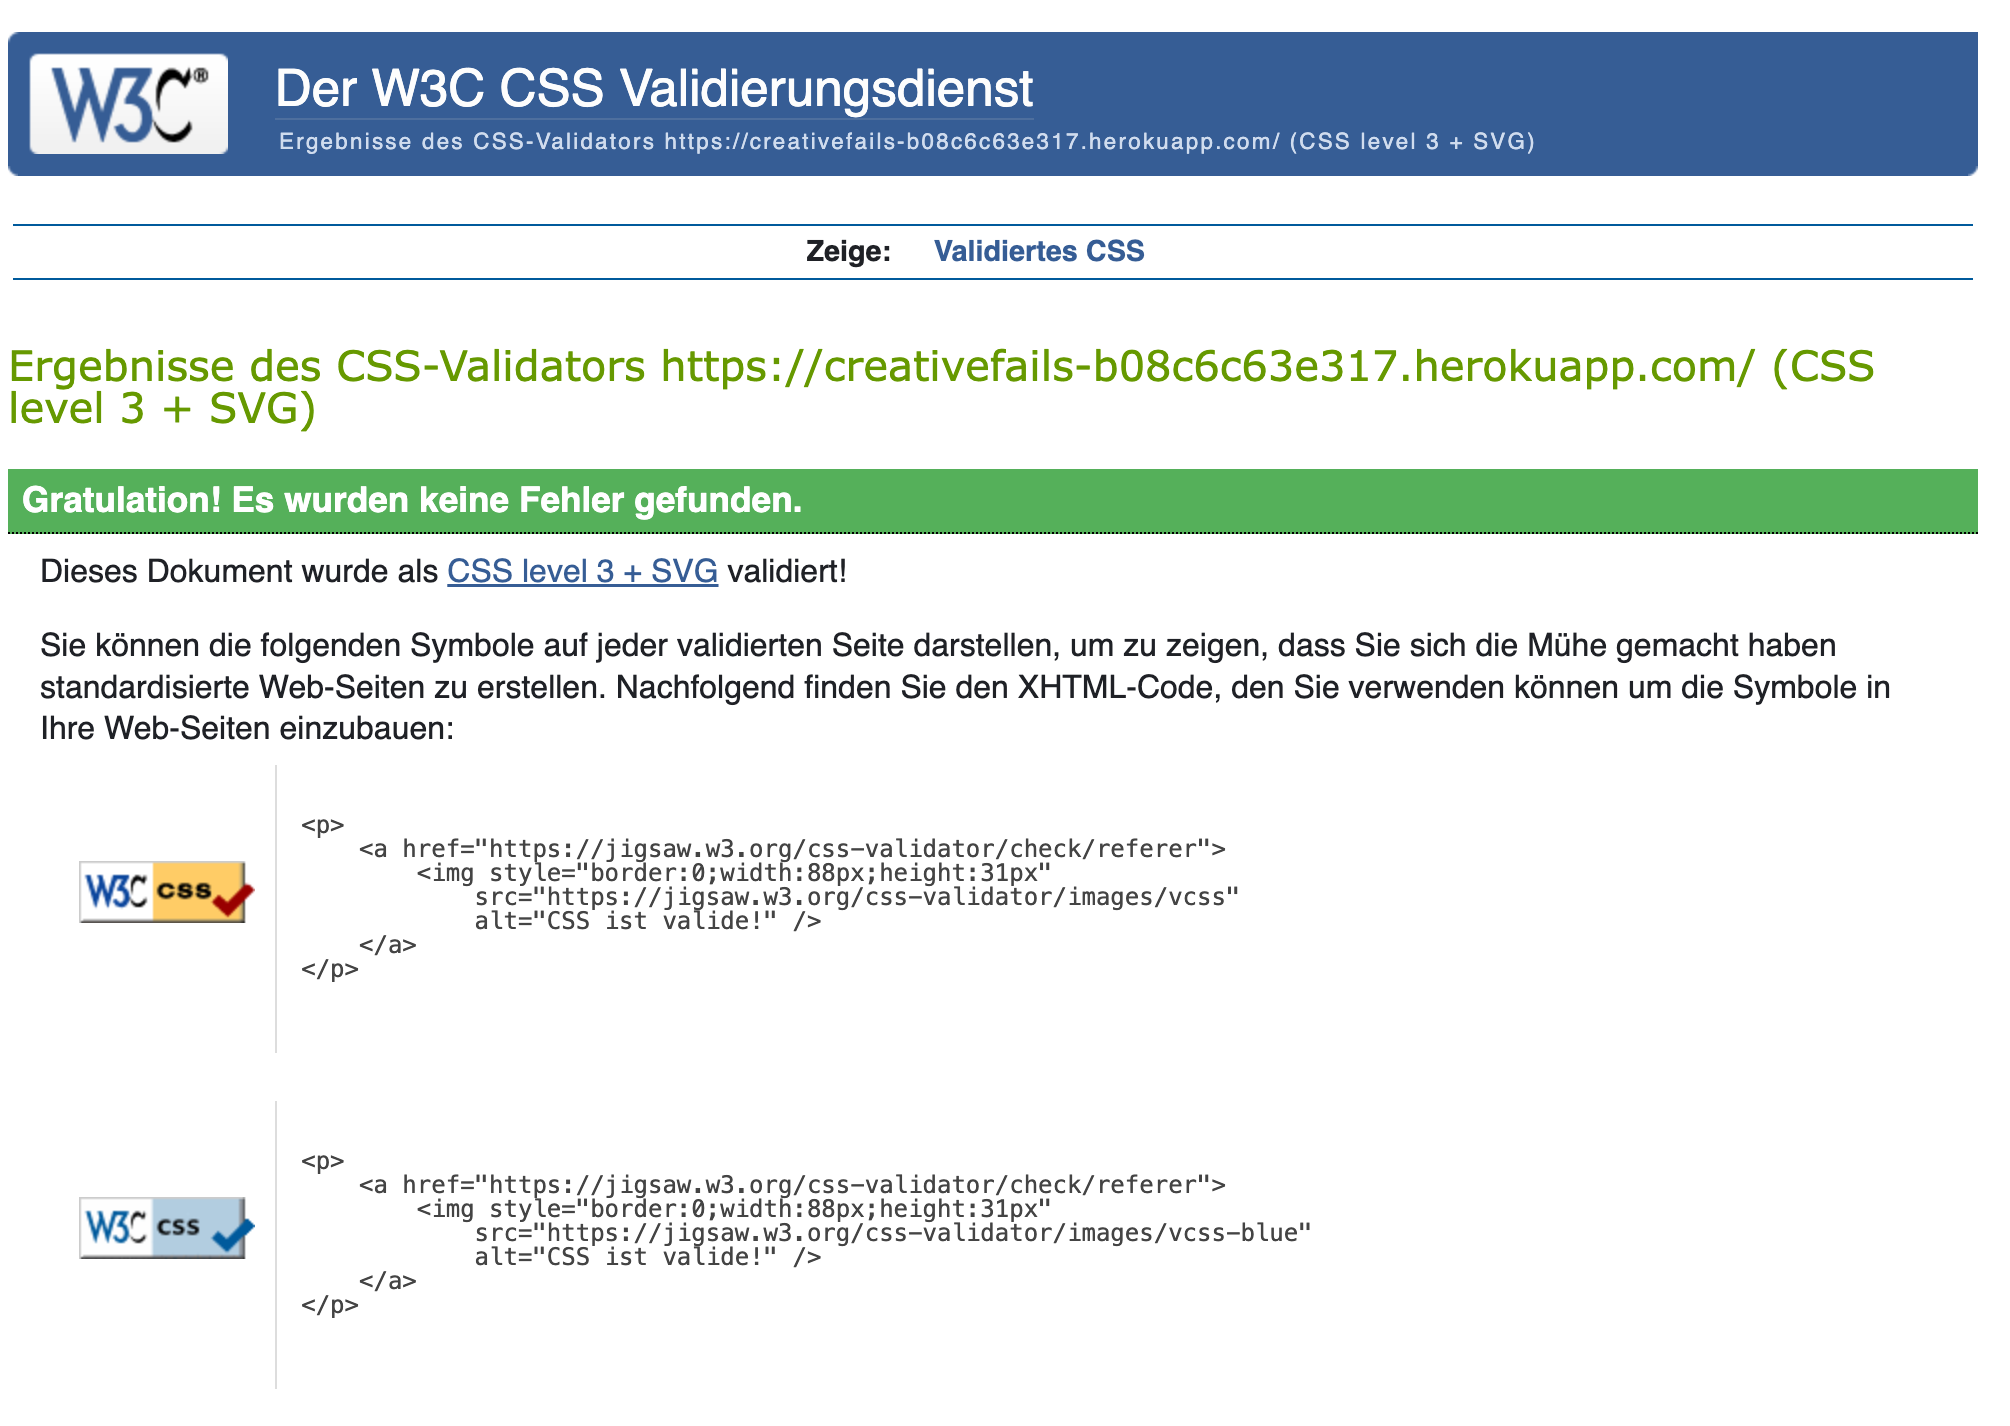 W3C®
Der W3C CSS Validierungsdienst
Ergebnisse des CSS-Validators https://creativefails-b08c6c63e317.herokuapp.com/ (CSS level 3 + SVG)
Zeige: Validiertes CSS
Ergebnisse des CSS-Validators https://creativefails-b08c6c63e317.herokuapp.com/ (CSS
level 3 + SVG)
Gratulation! Es wurden keine Fehler gefunden.
Dieses Dokument wurde als CSS level 3 + SVG validiert!
Sie können die folgenden Symbole auf jeder validierten Seite darstellen, um zu zeigen, dass Sie sich die Mühe gemacht haben
standardisierte Web-Seiten zu erstellen. Nachfolgend finden Sie den XHTML-Code, den Sie verwenden können um die Symbole in
Ihre Web-Seiten einzubauen:
W3C css
<p>
    <a href="https://jigsaw.w3.org/css-validator/check/referer">
        <img style="border:0;width:88px;height:31px"
            src="https://jigsaw.w3.org/css-validator/images/vcss"
            alt="CSS ist valide!" />
    </a>
</p>
W3C css
<p>
    <a href="https://jigsaw.w3.org/css-validator/check/referer">
        <img style="border:0;width:88px;height:31px"
            src="https://jigsaw.w3.org/css-validator/images/vcss-blue"
            alt="CSS ist valide!" />
    </a>
</p>